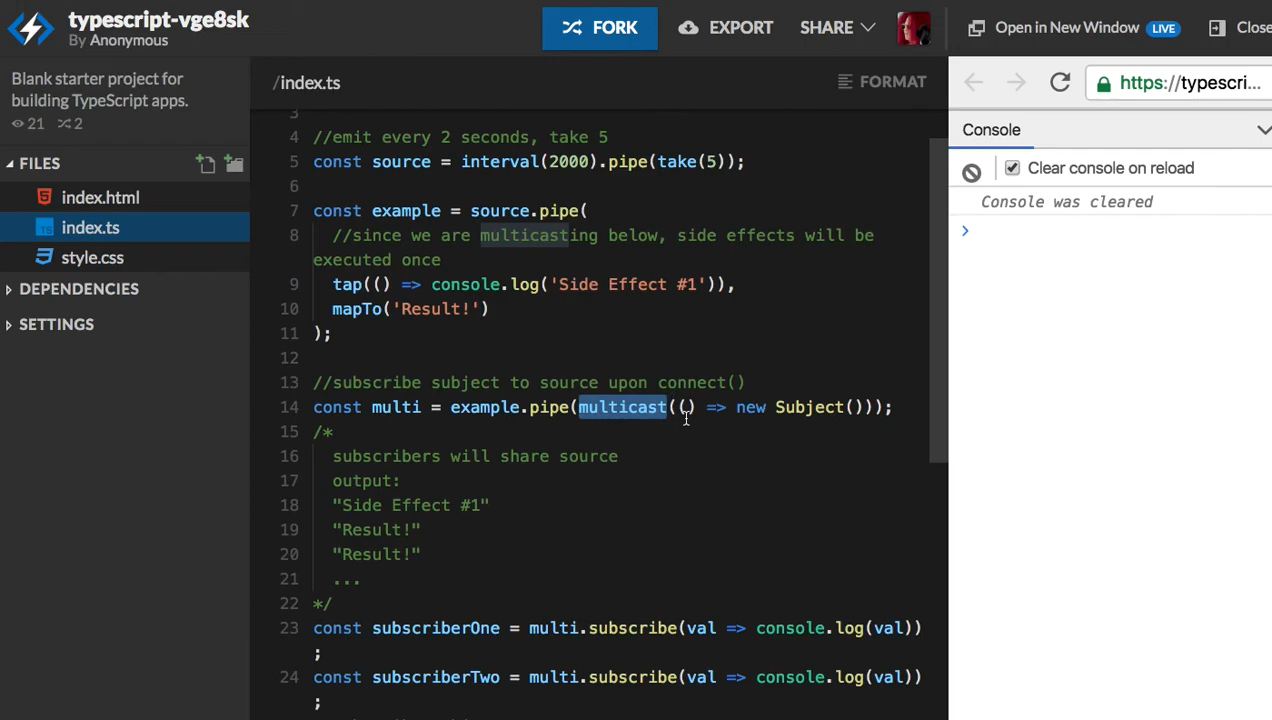 typescript-vge8sk
By Anonymous
FORK
EXPORT
SHARE
Open in New Window LIVE
Close
Blank starter project for
building TypeScript apps.
21 2
FILES
index.html
index.ts
style.css
DEPENDENCIES
SETTINGS
/index.ts
FORMAT
3
4 //emit every 2 seconds, take 5
5 const source = interval(2000).pipe(take(5));
6
7 const example = source.pipe(
8 //since we are multicasting below, side effects will be
executed once
9 tap(() => console.log('Side Effect #1')),
10 mapTo('Result!')
11 );
12
13 //subscribe subject to source upon connect()
14 const multi = example.pipe(multicast(() => new Subject()));
15 /*
16 subscribers will share source
17 output:
18 "Side Effect #1"
19 "Result!"
20 "Result!"
21 ...
22 */
23 const subscriberOne = multi.subscribe(val => console.log(val))
;
24 const subscriberTwo = multi.subscribe(val => console.log(val))
;
https://typescri...
Console
Clear console on reload
Console was cleared
>